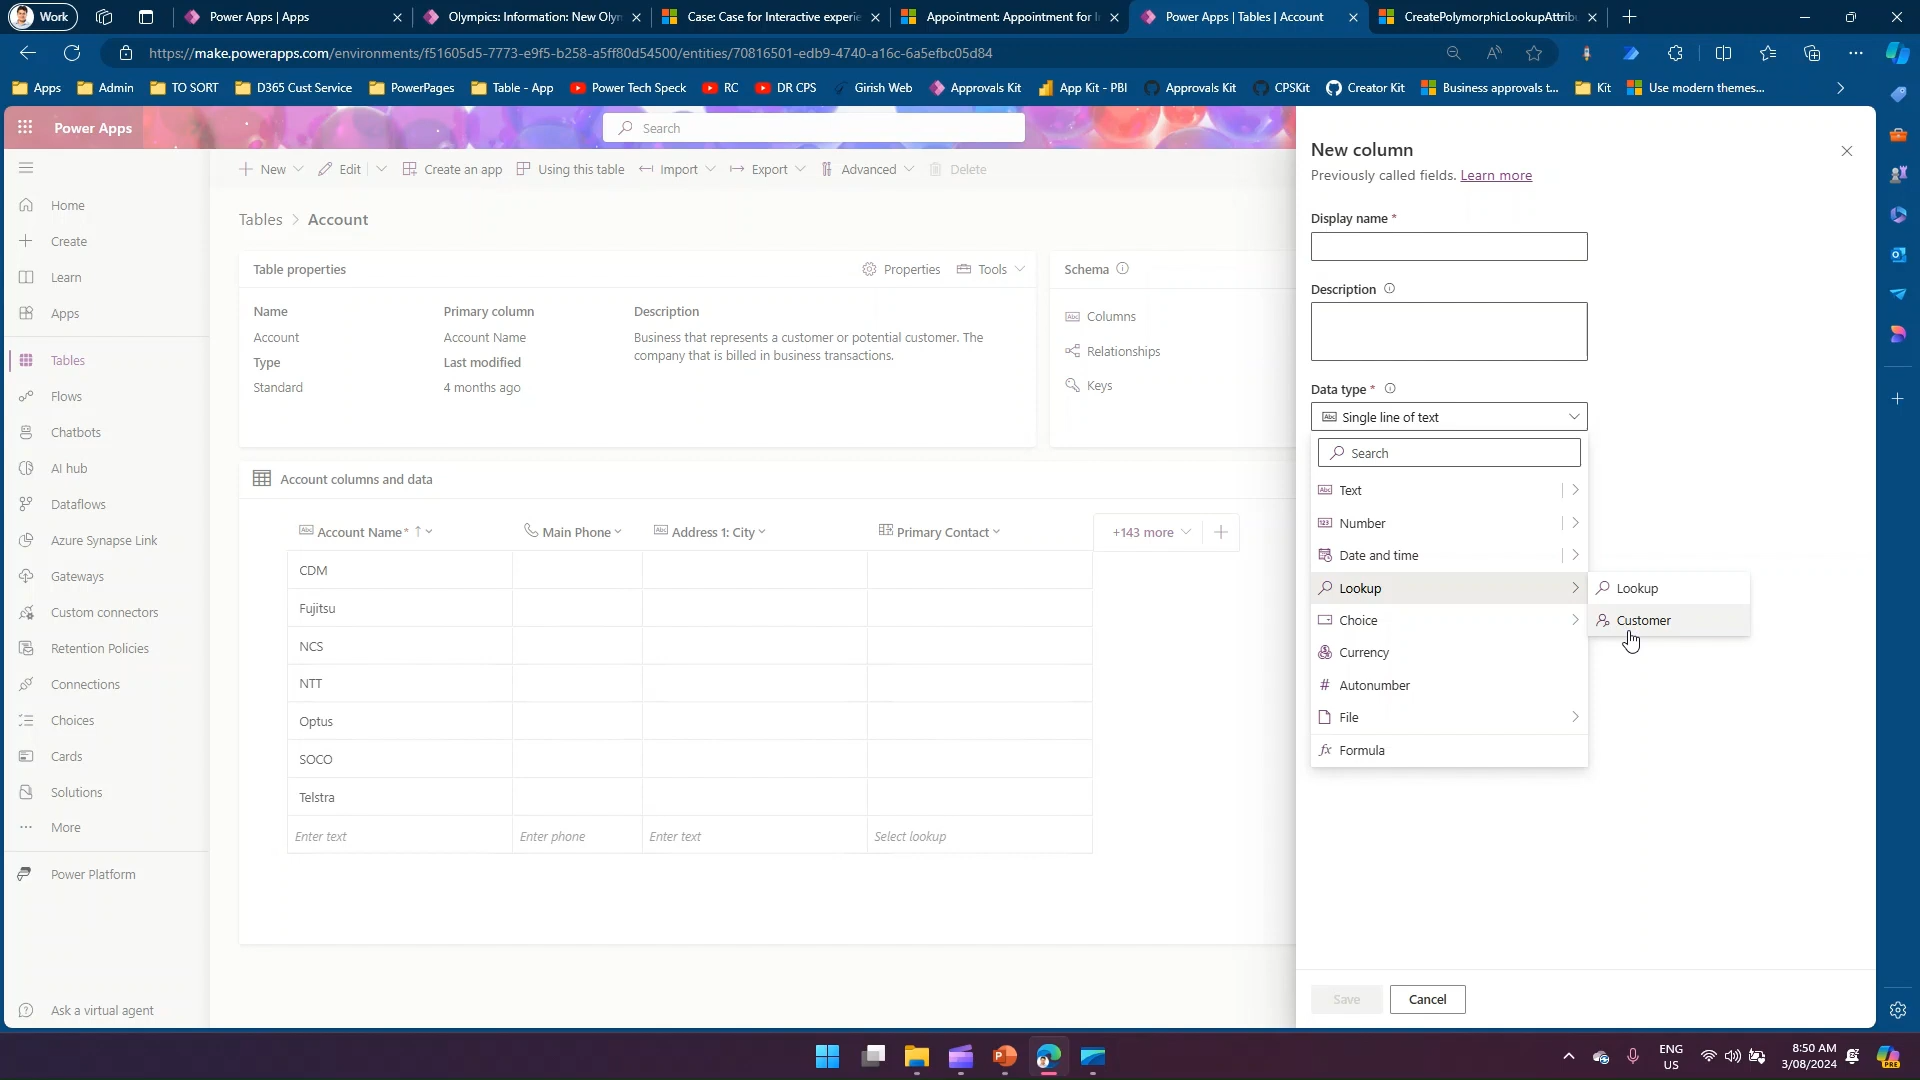 Work
Power Apps | Apps
Olympics: Information: New Olyn
Case: Case for Interactive experie
Appointment: Appointment for I
Power Apps | Tables | Account
CreatePolymorphicLookupAttribu
https://make.powerapps.com/environments/f51605d5-7773-e9f5-b258-a5ff80d54500/entities/70816501-edb9-4740-a16c-6a5efbc05d84
Apps
Admin
TO SORT
D365 Cust Service
PowerPages
Table - App
Power Tech Speck
RC
DR CPS
Girish Web
Approvals Kit
App Kit - PBI
Approvals Kit
CPSKit
Creator Kit
Business approvals t...
Kit
Use modern themes...
Power Apps
Search
New
Edit
Create an app
Using this table
Import
Export
Advanced
Delete
Home
Create
Learn
Apps
Tables
Flows
Chatbots
AI hub
Dataflows
Azure Synapse Link
Gateways
Custom connectors
Retention Policies
Connections
Choices
Cards
Solutions
More
Power Platform
Ask a virtual agent
Tables > Account
Table properties
Properties
Tools
Name
Primary column
Description
Account
Account Name
Business that represents a customer or potential customer. The
company that is billed in business transactions.
Type
Last modified
Standard
4 months ago
Schema
Columns
Relationships
Keys
Account columns and data
Account Name * ↑
Main Phone
Address 1: City
Primary Contact
+143 more
CDM
Fujitsu
NCS
NTT
Optus
SOCO
Telstra
Enter text
Enter phone
Enter text
Select lookup
New column
Previously called fields. Learn more
Display name *
Description
Data type *
Abc Single line of text
Search
Abc Text
123 Number
Date and time
Lookup
Lookup
Customer
Choice
Currency
# Autonumber
File
fx Formula
Save
Cancel
ENG
US
8:50 AM
3/08/2024
PRE